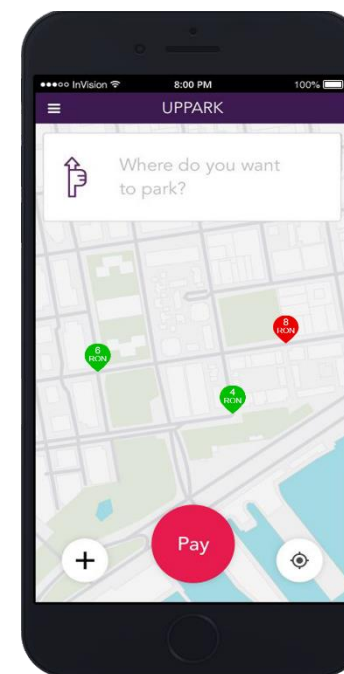 InVision 8:00 PM 100%
UPPARK
Where do you want
to park?
8
RON
6
RON
4
RON
Pay